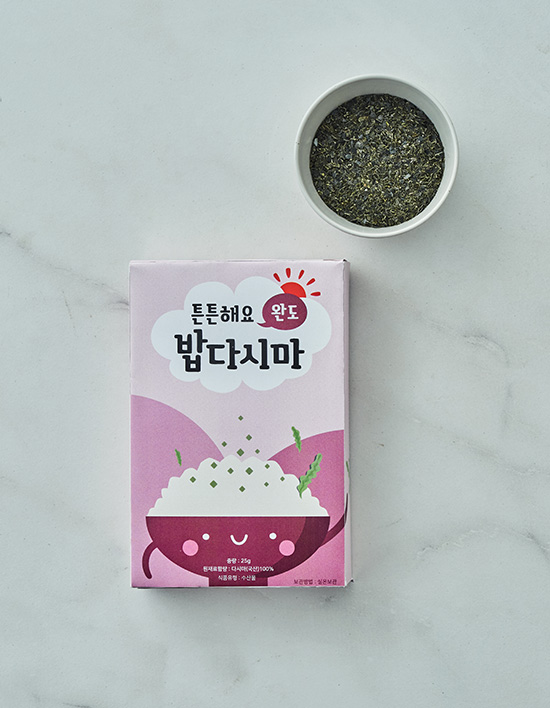 튼튼해요 완도
밥다시마
총량 : 25g
원재료함량 : 다시마(국산)100%
식품유형 : 수산물
보관방법 : 실온보관